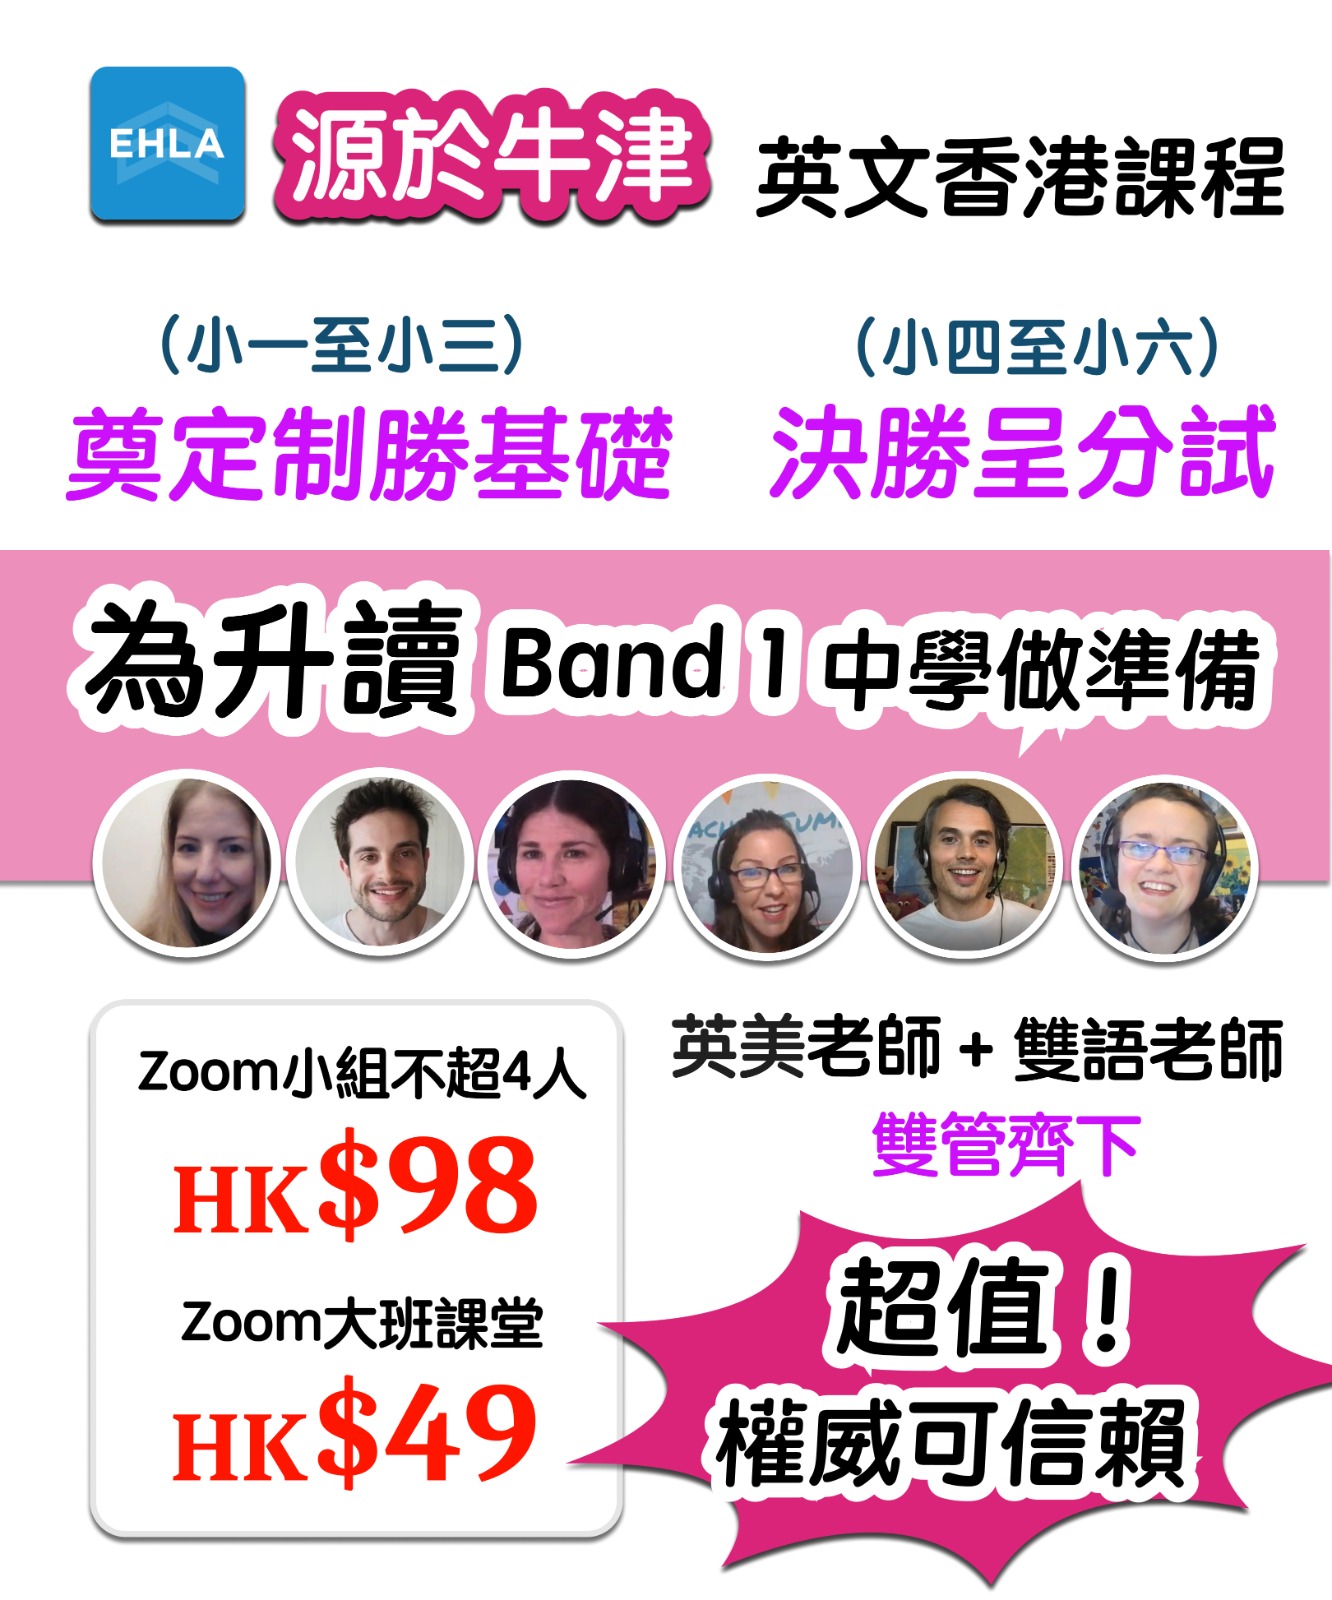 EHLA
源於牛津 英文香港課程
（小一至小三）
奠定制勝基礎
（小四至小六）
決勝呈分試
為升讀 Band 1 中學做準備
Zoom小組不超4人
HK$98
Zoom大班課堂
HK$49
英美老師 + 雙語老師
雙管齊下
超值！
權威可信賴